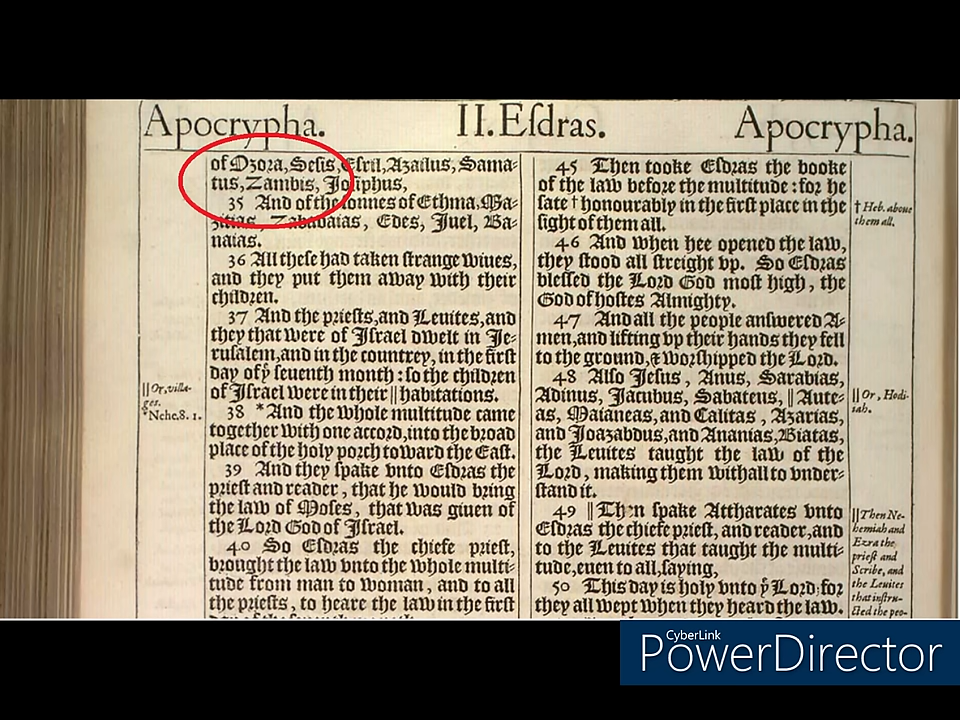 Apocrypha. II. Eſdras. Apocrypha.
of Ozora, Seſis, Eſril, Azailus, Sama-
tus, Zambis, Joſiphus,
35 And of the ſonnes of Ethma, Ma-
zitias, Zabadaias, Edes, Juel, Ba-
naias.
36 All theſe had taken ſtrange wiues,
and they put them away with their
children.
37 And the prieſts, and Leuites, and
they that were of Iſrael dwelt in Je-
ruſalem, and in the countrey, in the firſt
day of yͤ ſeuenth month: ſo the children
of Iſrael were in their || habitations.
38 *And the whole multitude came
together with one accord, into the broad
place of the holy porch toward the Eaſt.
39 And they ſpake vnto Eſdras the
prieſt and reader, that he would bring
the law of Moſes, that was giuen of
the Lord God of Iſrael.
40 So Eſdras the chiefe prieſt,
brought the law vnto the whole multi-
tude from man to woman, and to all
the prieſts, to heare the law in the firſt
|| Or, villa-
ges.
*Nehe. 8. 1.
45 Then tooke Eſdras the booke
of the law before the multitude: for he
ſate † honourably in the firſt place in the
ſight of them all.
46 And when hee opened the law,
they ſtood all ſtreight vp. So Eſdras
bleſſed the Lord God moſt high, the
God of hoſtes Almighty.
47 And all the people anſwered A-
men, and lifting vp their hands they fell
to the ground, & worſhipped the Lord.
48 Alſo Jeſus, Anus, Sarabias,
Adinus, Jacubus, Sabateus, || Aute-
as, Maianeas, and Calitas, Azarias,
and Joazabdus, and Ananias, Biatas,
the Leuites taught the law of the
Lord, making them withall to vnder-
ſtand it.
49 || Then ſpake Attharates vnto
Eſdras the chiefe prieſt, and reader, and
to the Leuites that taught the multi-
tude, euen to all, ſaying,
50 This day is holy vnto yͤ Lord; for
they all wept when they heard the law.
† Heb. aboue
them all.
|| Or, Hodi-
iah.
|| Then Ne-
hemiah and
Ezra the
prieſt and
Scribe, and
the Leuites
that inſtru-
cted the peo-
CyberLink
PowerDirector